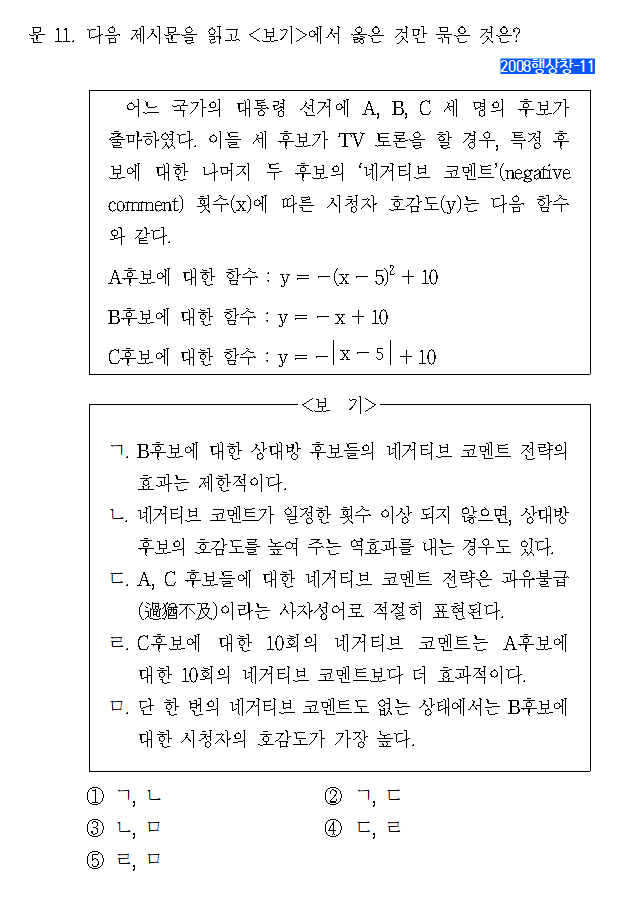 문 11. 다음 제시문을 읽고 <보기>에서 옳은 것만 묶은 것은?
2008행상창-11
어느 국가의 대통령 선거에 A, B, C 세 명의 후보가
출마하였다. 이들 세 후보가 TV 토론을 할 경우, 특정 후
보에 대한 나머지 두 후보의 ‘네거티브 코멘트’(negative
comment) 횟수(x)에 따른 시청자 호감도(y)는 다음 함수
와 같다.
A후보에 대한 함수 : y = −(x − 5)² + 10
B후보에 대한 함수 : y = − x + 10
C후보에 대한 함수 : y = −| x − 5 | + 10
<보 기>
ㄱ. B후보에 대한 상대방 후보들의 네거티브 코멘트 전략의
효과는 제한적이다.
ㄴ. 네거티브 코멘트가 일정한 횟수 이상 되지 않으면, 상대방
후보의 호감도를 높여 주는 역효과를 내는 경우도 있다.
ㄷ. A, C 후보들에 대한 네거티브 코멘트 전략은 과유불급
(過猶不及)이라는 사자성어로 적절히 표현된다.
ㄹ. C후보에 대한 10회의 네거티브 코멘트는 A후보에
대한 10회의 네거티브 코멘트보다 더 효과적이다.
ㅁ. 단 한 번의 네거티브 코멘트도 없는 상태에서는 B후보에
대한 시청자의 호감도가 가장 높다.
① ㄱ, ㄴ
② ㄱ, ㄷ
③ ㄴ, ㅁ
④ ㄷ, ㄹ
⑤ ㄹ, ㅁ